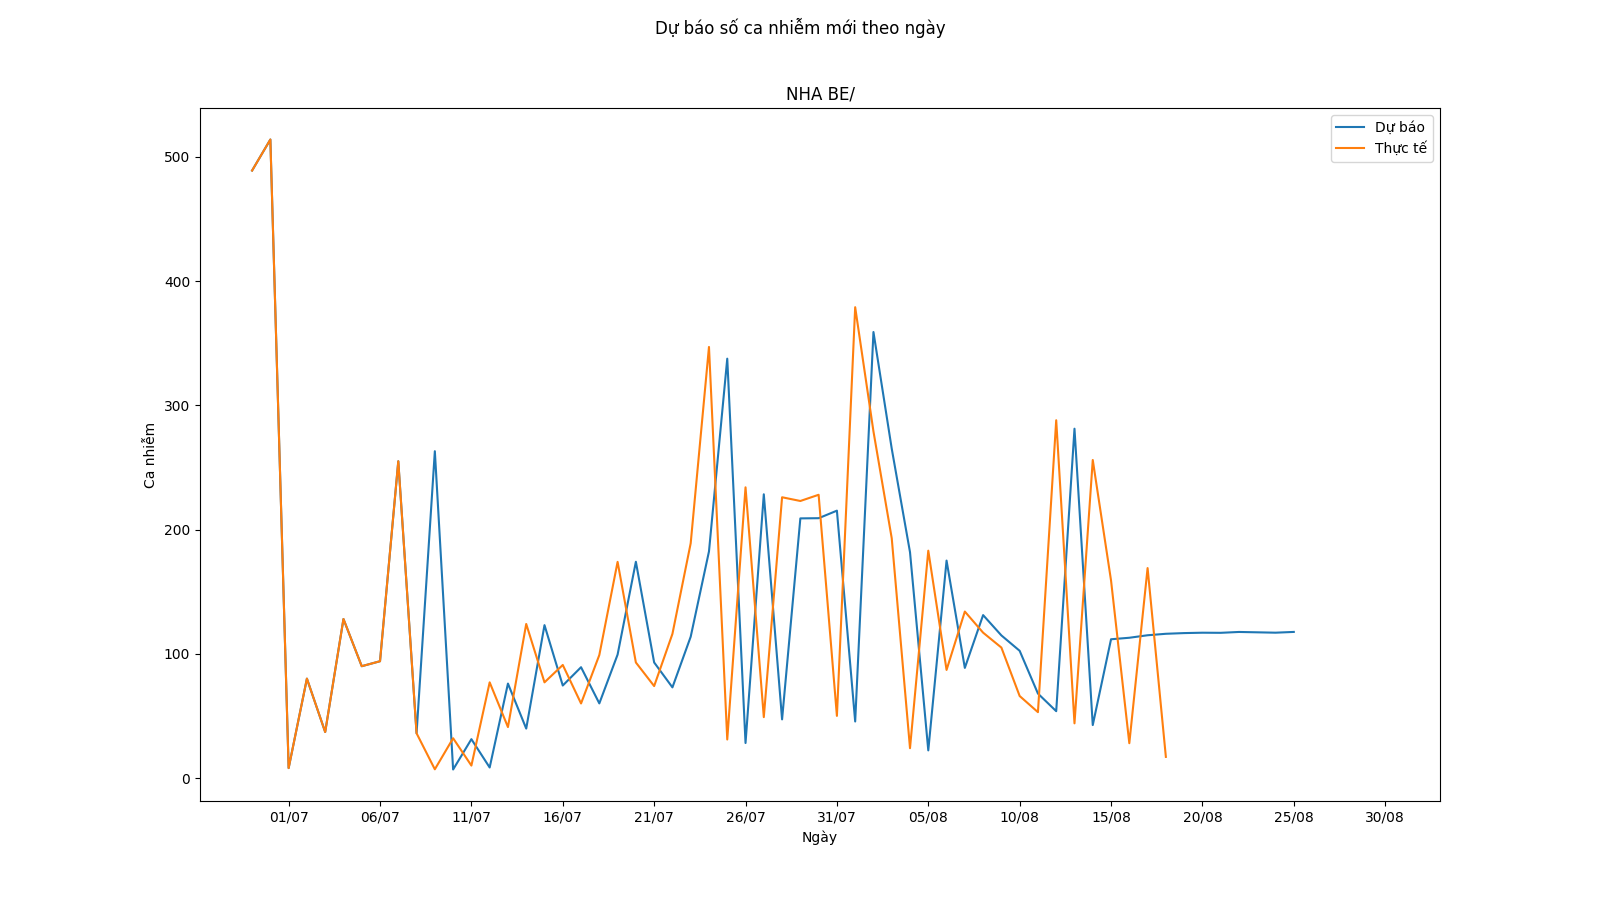 Dự báo số ca nhiễm mới theo ngày
NHA BE/
Dự báo
Thực tế
500
400
300
200
100
0
Ca nhiễm
01/07 06/07 11/07 16/07 21/07 26/07 31/07 05/08 10/08 15/08 20/08 25/08 30/08
Ngày